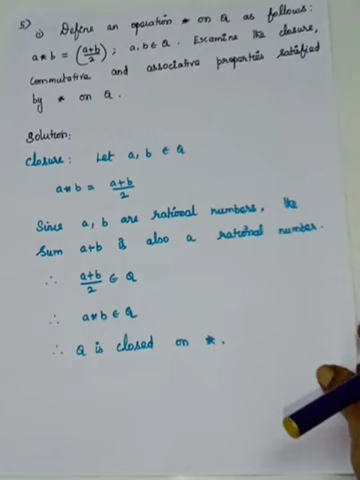 5) i) Define an operation * on Q as follows:
a * b = (a+b/2) ; a, b ∈ Q. Examine the closure,
commutative and associative properties satisfied
by * on Q.
Solution:
Closure: Let a, b ∈ Q
a * b = a+b/2
Since a, b are rational numbers, the
Sum a+b is also a rational number.
∴ a+b/2 ∈ Q
∴ a * b ∈ Q
∴ Q is closed on *.